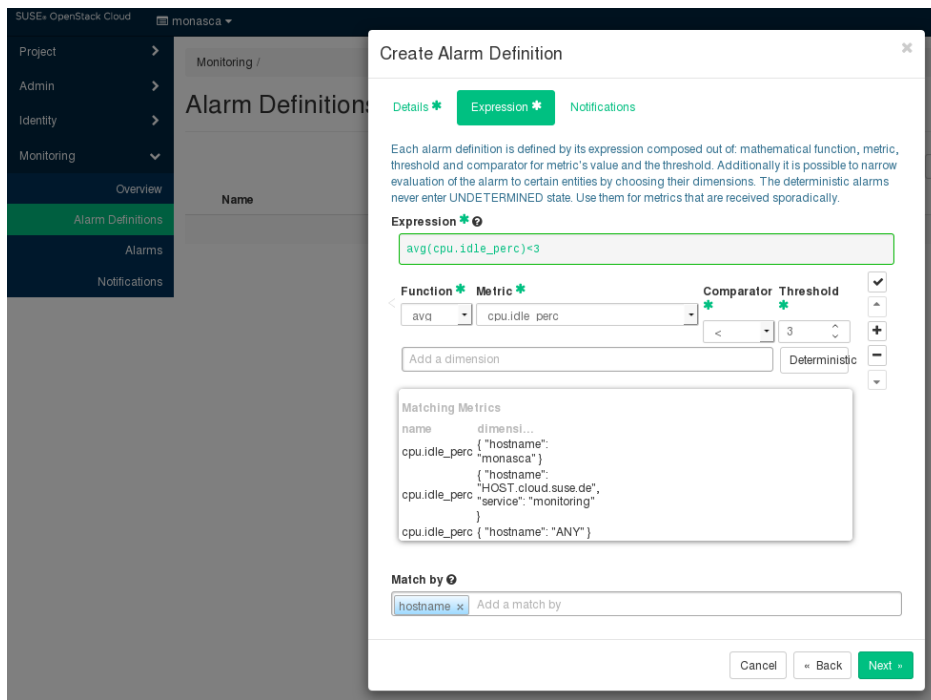 SUSE® OpenStack Cloud
monasca
Project
Admin
Identity
Monitoring
Overview
Alarm Definitions
Alarms
Notifications
Monitoring /
Alarm Definitions
Name
Create Alarm Definition
×
Details *
Expression *
Notifications
Each alarm definition is defined by its expression composed out of: mathematical function, metric,
threshold and comparator for metric's value and the threshold. Additionally it is possible to narrow
evaluation of the alarm to certain entities by choosing their dimensions. The deterministic alarms
never enter UNDETERMINED state. Use them for metrics that are received sporadically.
Expression * ?
avg(cpu.idle_perc)<3
Function * Metric * Comparator * Threshold *
avg cpu.idle_perc < 3
Add a dimension Deterministic
Matching Metrics
name dimensi...
cpu.idle_perc { "hostname":
"monasca" }
{ "hostname":
cpu.idle_perc "HOST.cloud.suse.de",
"service": "monitoring"
}
cpu.idle_perc { "hostname": "ANY" }
Match by ?
hostname × Add a match by
Cancel « Back Next »